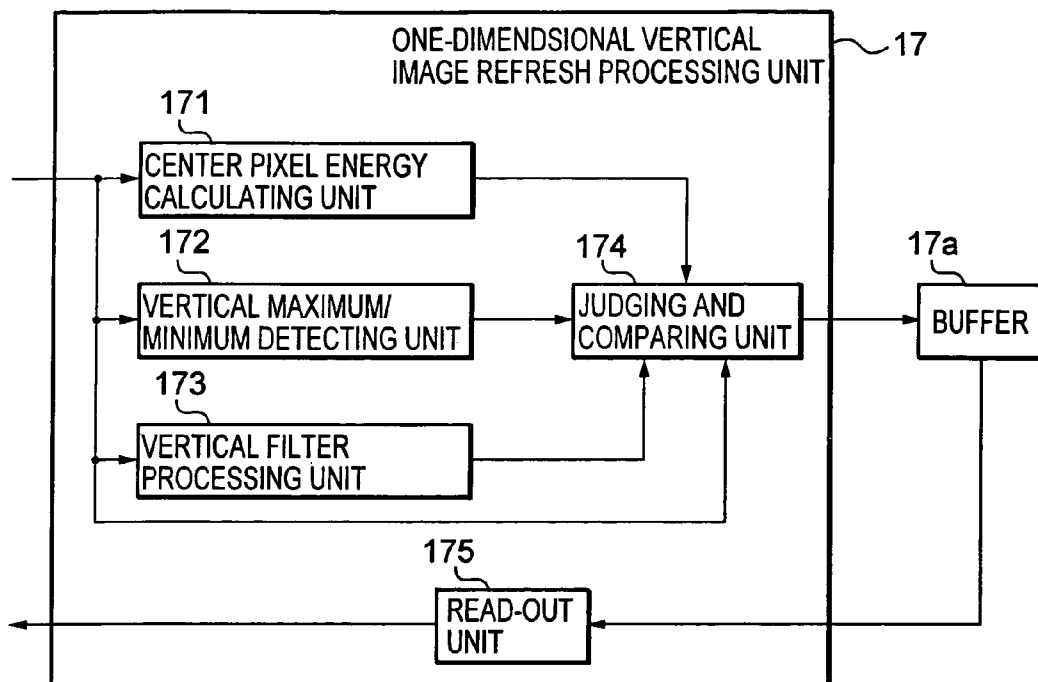 ONE-DIMENDSIONAL VERTICAL
IMAGE REFRESH PROCESSING UNIT
17
171
CENTER PIXEL ENERGY
CALCULATING UNIT
172
VERTICAL MAXIMUM/
MINIMUM DETECTING UNIT
173
VERTICAL FILTER
PROCESSING UNIT
174
JUDGING AND
COMPARING UNIT
17a
BUFFER
175
READ-OUT
UNIT